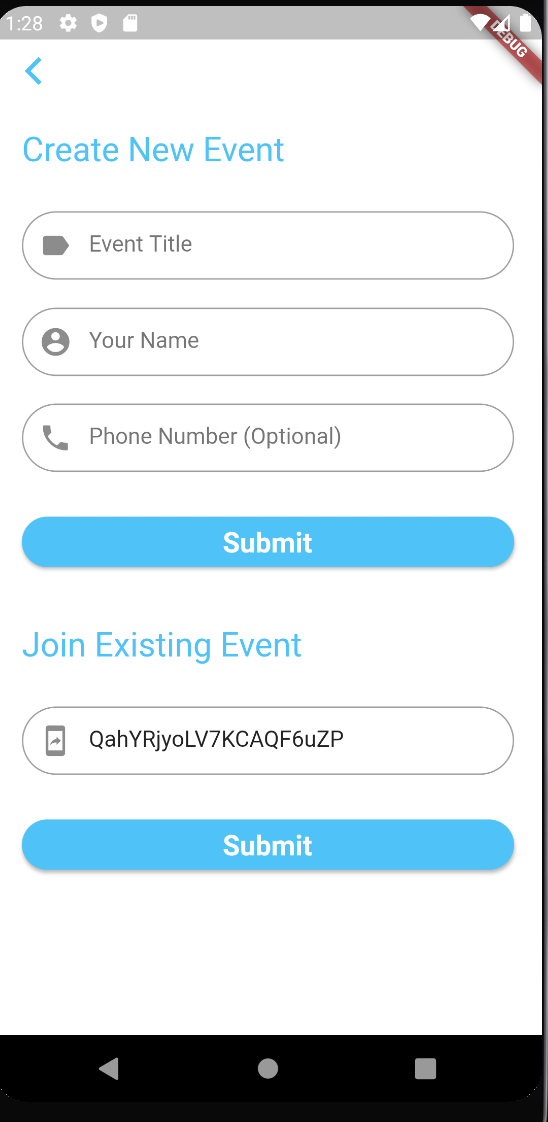 1:28
DEBUG
Create New Event
Event Title
Your Name
Phone Number (Optional)
Submit
Join Existing Event
QahYRjyoLV7KCAQF6uZP
Submit